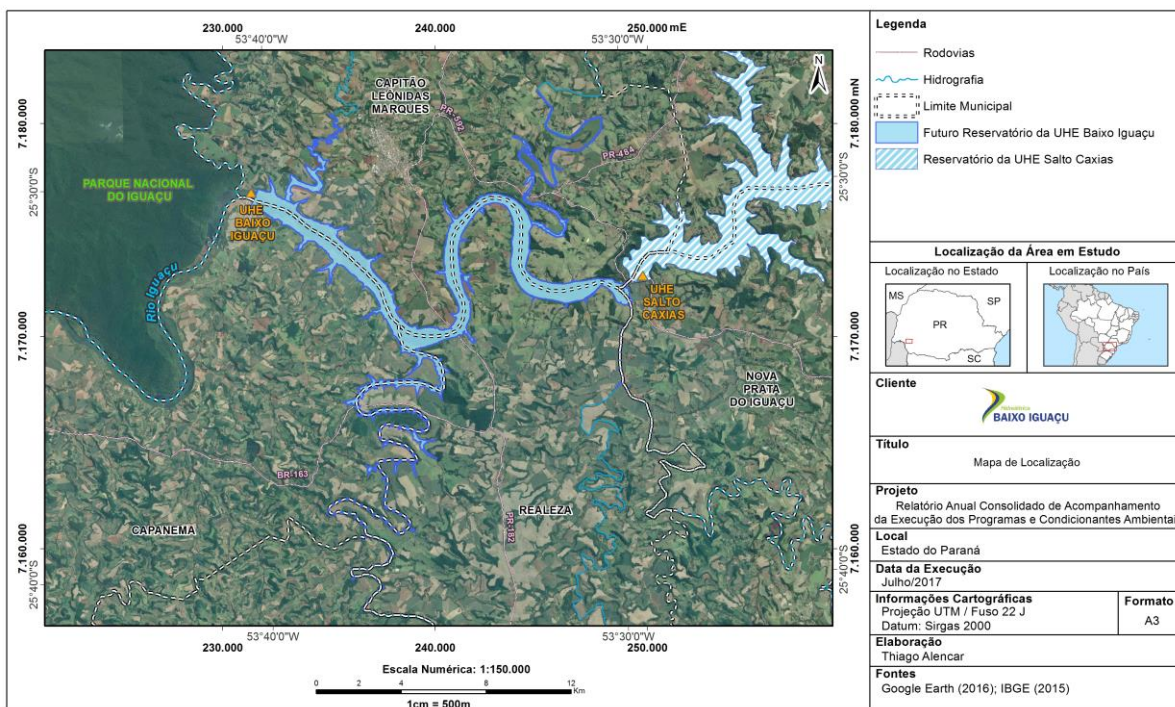 230.000
240.000
250.000 mE
53°40'0"W
53°30'0"W
7.180.000
25°30'0"S
7.170.000
7.160.000
25°40'0"S
7.180.000 mN
25°30'0"S
7.170.000
7.160.000
25°40'0"S
N
CAPITÃO
LEÔNIDAS
MARQUES
PR-592
PR-484
PARQUE NACIONAL
DO IGUAÇU
UHE
BAIXO
IGUAÇU
Rio Iguaçu
UHE
SALTO
CAXIAS
NOVA
PRATA
DO IGUAÇU
BR-163
REALEZA
CAPANEMA
PR-182
230.000
240.000
250.000
53°40'0"W
53°30'0"W
Escala Numérica: 1:150.000
0 2 4 8 12
Km
1cm = 500m
Legenda
Rodovias
Hidrografia
Limite Municipal
Futuro Reservatório da UHE Baixo Iguaçu
Reservatório da UHE Salto Caxias
Localização da Área em Estudo
Localização no Estado
Localização no País
MS
SP
PR
SC
Cliente
BAIXO IGUAÇU
Título
Mapa de Localização
Projeto
Relatório Anual Consolidado de Acompanhamento
da Execução dos Programas e Condicionantes Ambientai
Local
Estado do Paraná
Data da Execução
Julho/2017
Informações Cartográficas
Projeção UTM / Fuso 22 J
Datum: Sirgas 2000
Formato
A3
Elaboração
Thiago Alencar
Fontes
Google Earth (2016); IBGE (2015)